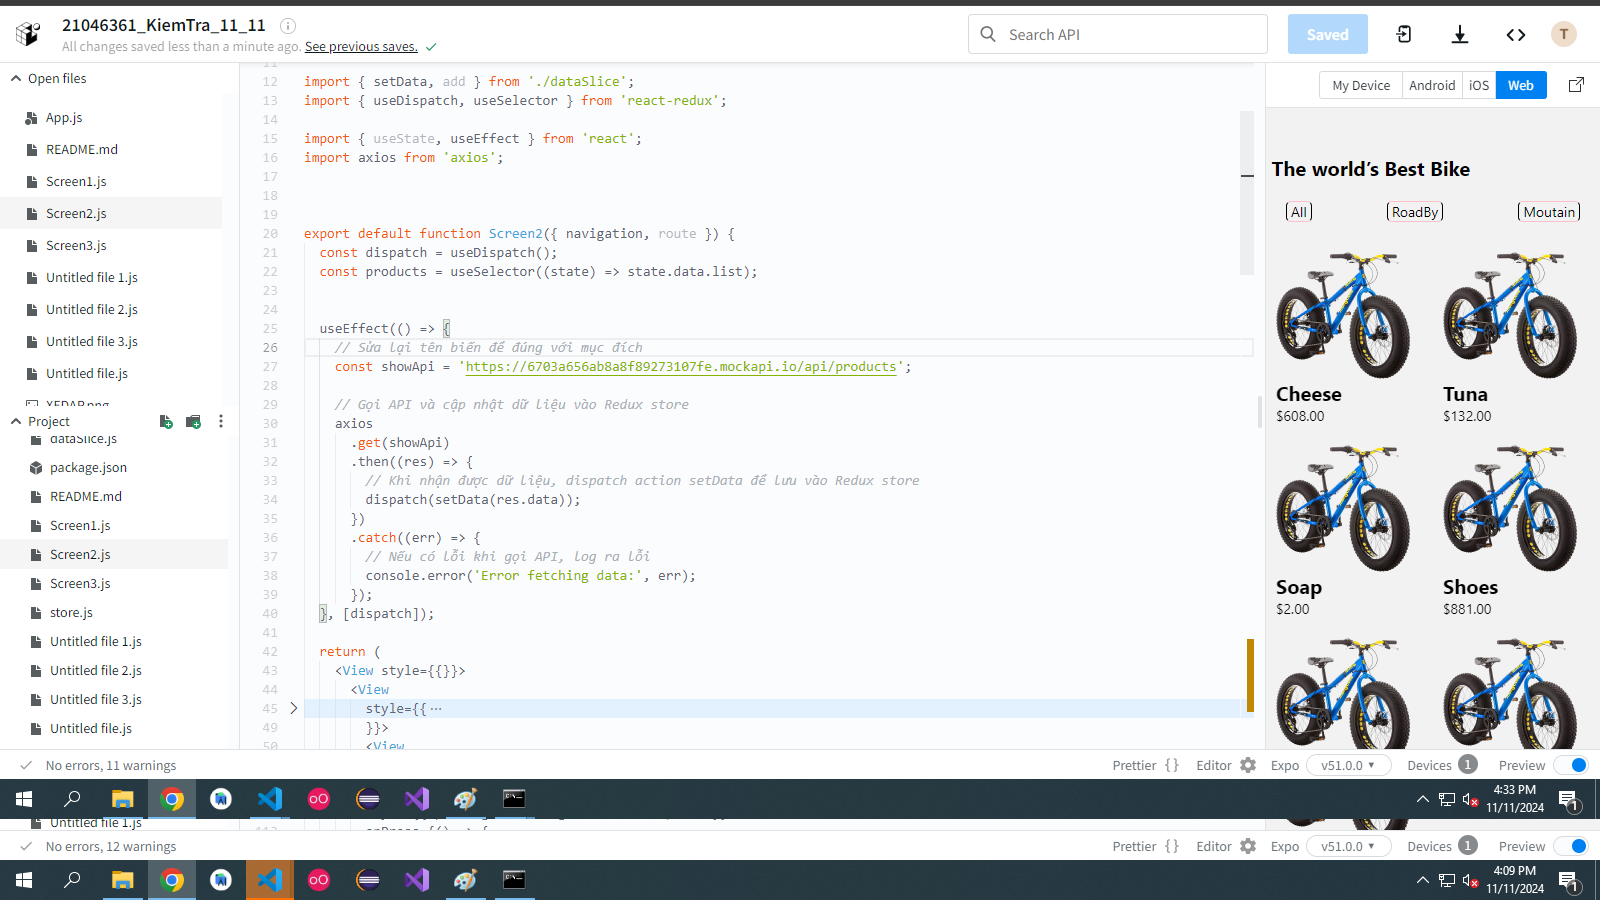 21046361_KiemTra_11_11
All changes saved less than a minute ago. See previous saves.
Search API
Saved
T
Open files
App.js
README.md
Screen1.js
Screen2.js
Screen3.js
Untitled file 1.js
Untitled file 2.js
Untitled file 3.js
Untitled file.js
Project
dataSlice.js
package.json
README.md
Screen1.js
Screen2.js
Screen3.js
store.js
Untitled file 1.js
Untitled file 2.js
Untitled file 3.js
Untitled file.js
11
12 import { setData, add } from './dataSlice';
13 import { useDispatch, useSelector } from 'react-redux';
14
15 import { useState, useEffect } from 'react';
16 import axios from 'axios';
17
18
19
20 export default function Screen2({ navigation, route }) {
21 const dispatch = useDispatch();
22 const products = useSelector((state) => state.data.list);
23
24
25 useEffect(() => {
26 // Sửa lại tên biến để đúng với mục đích
27 const showApi = 'https://6703a656ab8a8f89273107fe.mockapi.io/api/products';
28
29 // Gọi API và cập nhật dữ liệu vào Redux store
30 axios
31 .get(showApi)
32 .then((res) => {
33 // Khi nhận được dữ liệu, dispatch action setData để lưu vào Redux store
34 dispatch(setData(res.data));
35 })
36 .catch((err) => {
37 // Nếu có lỗi khi gọi API, log ra lỗi
38 console.error('Error fetching data:', err);
39 });
40 }, [dispatch]);
41
42 return (
43 <View style={{}}>
44 <View
45 style={{ ⋯
49 }}>
50 <View
My Device
Android
iOS
Web
The world's Best Bike
All
RoadBy
Moutain
Cheese
$608.00
Tuna
$132.00
Soap
$2.00
Shoes
$881.00
No errors, 11 warnings
Prettier { }
Editor
Expo
v51.0.0
Devices 1
Preview
4:33 PM
11/11/2024
1
Untitled file 1.js
No errors, 12 warnings
Prettier { }
Editor
Expo
v51.0.0
Devices 1
Preview
4:09 PM
11/11/2024
1